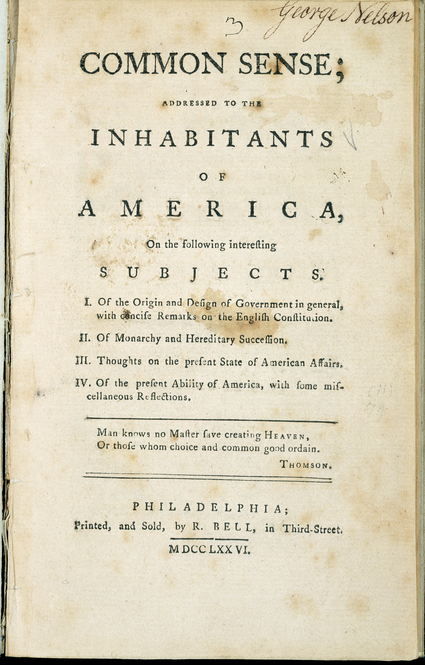 3
George Nelson
COMMON SENSE;
ADDRESSED TO THE
INHABITANTS
OF
AMERICA,
On the following intereſting
SUBJECTS.
I. Of the Origin and Deſign of Government in general,
with conciſe Remarks on the Engliſh Conſtitution.
II. Of Monarchy and Hereditary Succeſſion.
III. Thoughts on the preſent State of American Affairs.
IV. Of the preſent Ability of America, with ſome miſ-
cellaneous Reflections.
Man knows no Maſter ſave creating HEAVEN,
Or thoſe whom choice and common good ordain.
THOMSON.
PHILADELPHIA;
Printed, and Sold, by R. BELL, in Third-Street.
MDCCLXXVI.